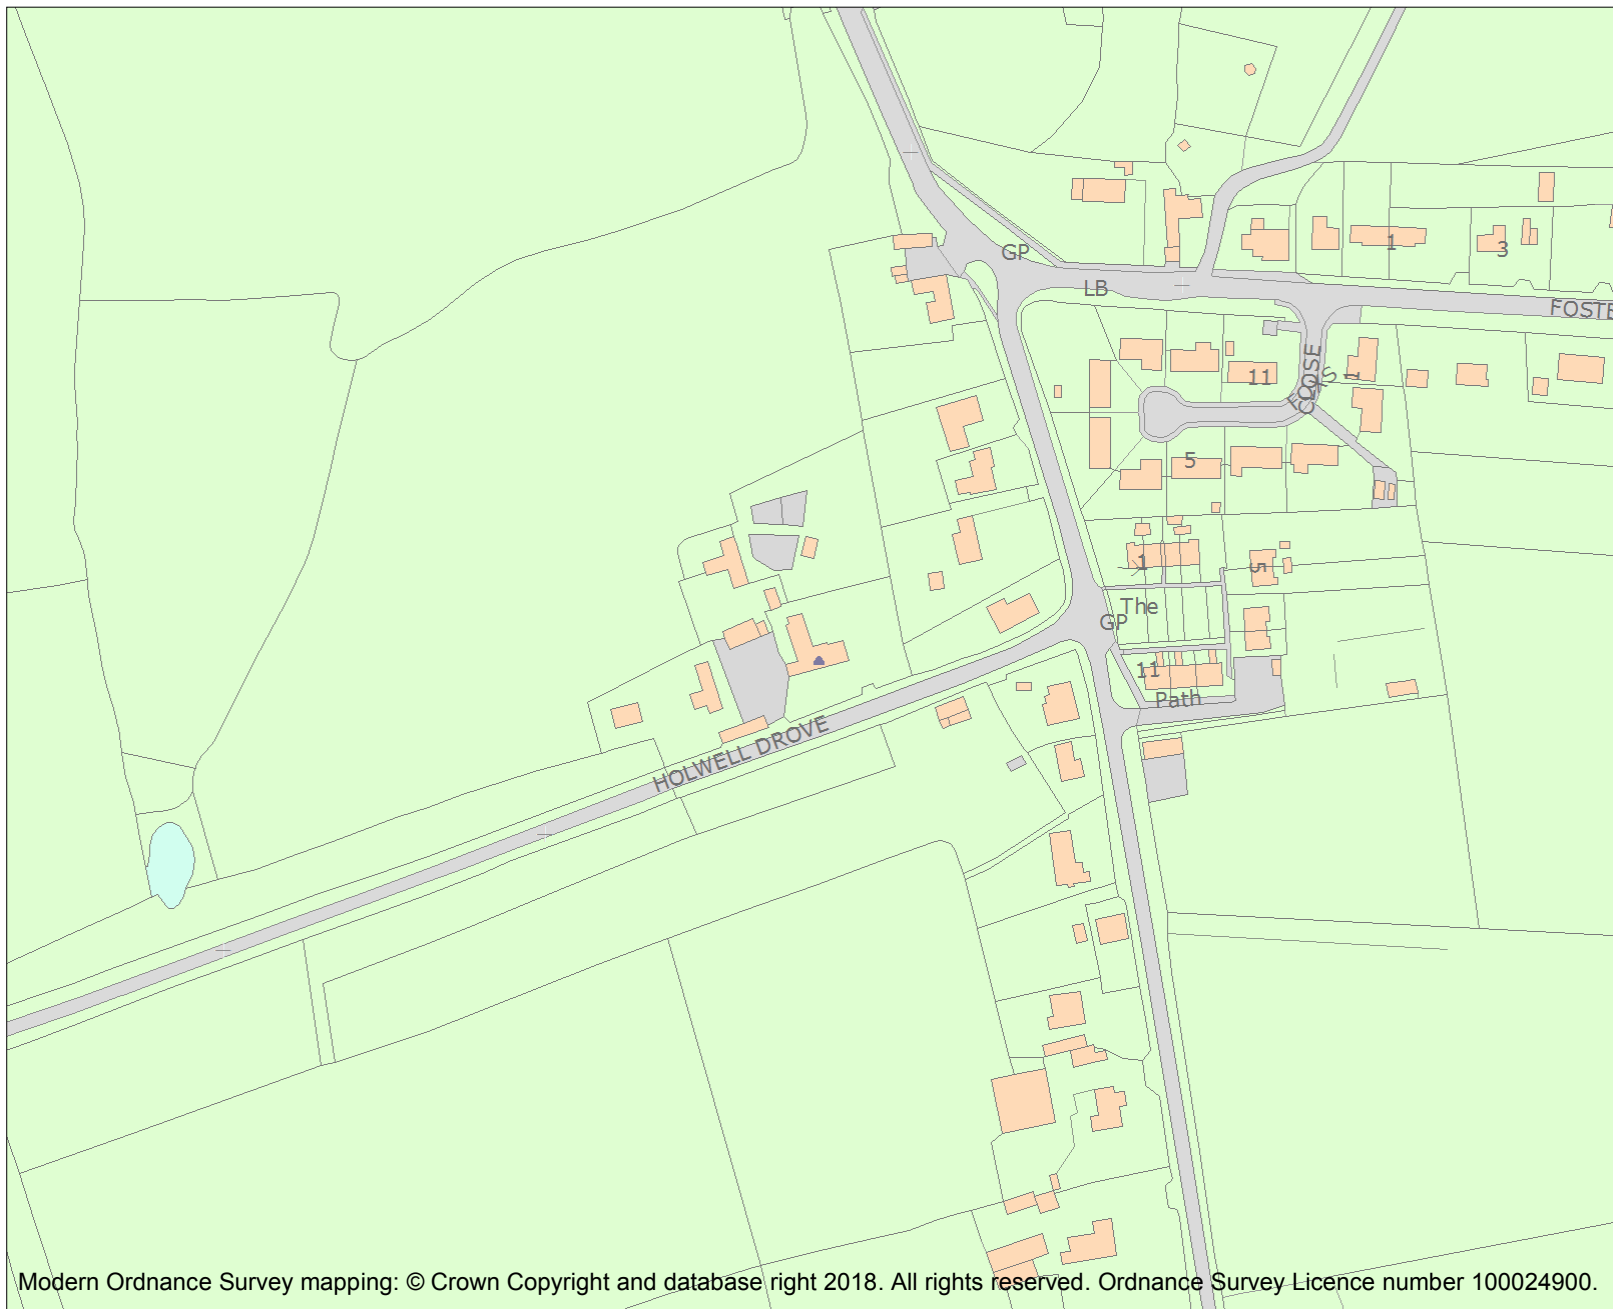 GP
1
3
LB
FOSTE
CLOSE
1
11
5
1
5
The
GP
11
Path
HOLWELL DROVE
Modern Ordnance Survey mapping: © Crown Copyright and database right 2018. All rights reserved. Ordnance Survey Licence number 100024900.